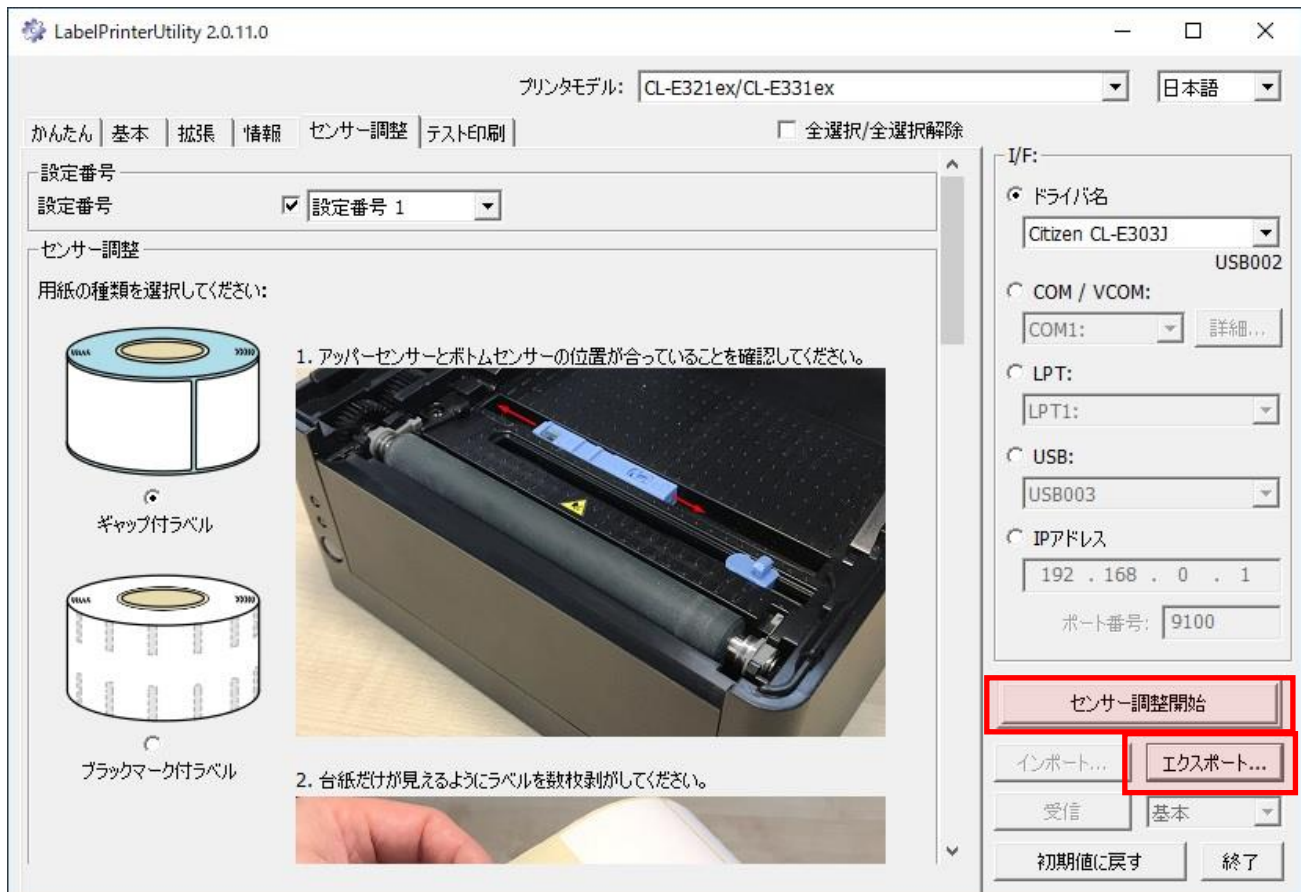 LabelPrinterUtility 2.0.11.0
プリンタモデル: CL-E321ex/CL-E331ex 日本語
かんたん 基本 拡張 情報 センサー調整 テスト印刷 全選択/全選択解除
設定番号
設定番号 設定番号 1
センサー調整
用紙の種類を選択してください:
ギャップ付ラベル
ブラックマーク付ラベル
1. アッパーセンサーとボトムセンサーの位置が合っていることを確認してください。
2. 台紙だけが見えるようにラベルを数枚剥がしてください。
I/F:
ドライバ名
Citizen CL-E303J
USB002
COM / VCOM:
COM1: 詳細...
LPT:
LPT1:
USB:
USB003
IPアドレス
192 . 168 . 0 . 1
ポート番号: 9100
センサー調整開始
インポート... エクスポート...
受信 基本
初期値に戻す 終了